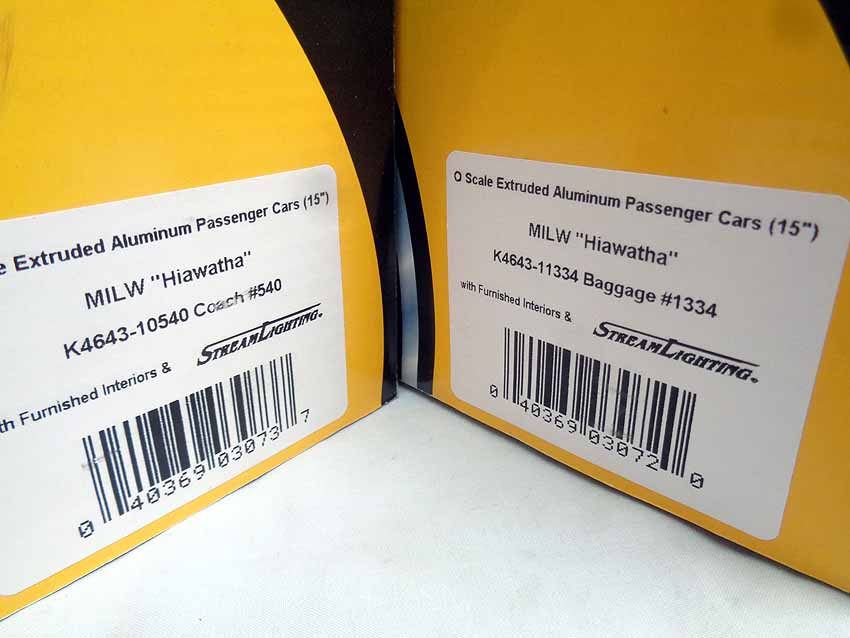 e Extruded Aluminum Passenger Cars (15")
MILW "Hiawatha"
K4643-10540 Coach #540
th Furnished Interiors & STREAMLIGHTING®
0 40369 03073 7
O Scale Extruded Aluminum Passenger Cars (15")
MILW "Hiawatha"
K4643-11334 Baggage #1334
with Furnished Interiors & STREAMLIGHTING®
0 40369 03072 0